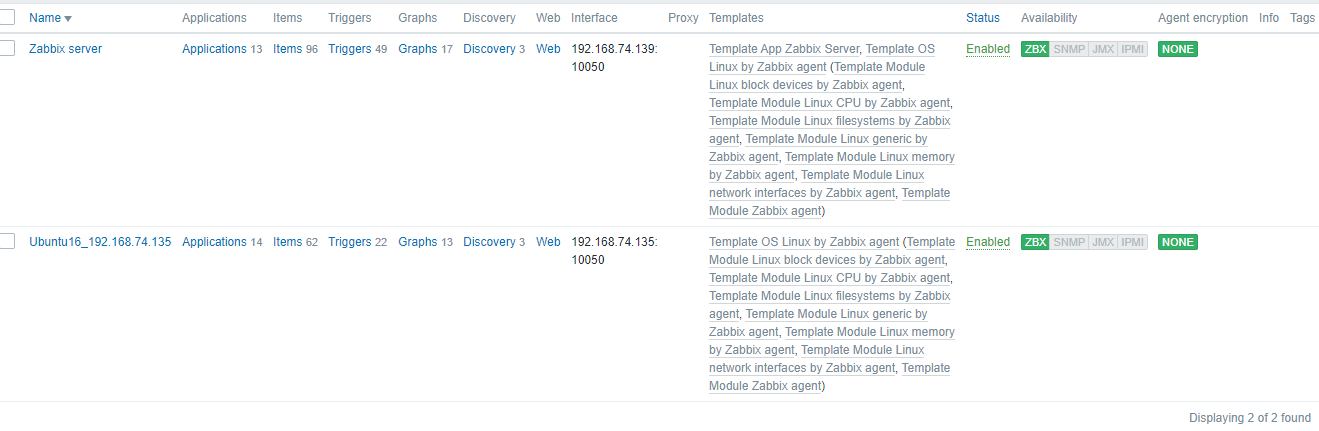 Name Applications Items Triggers Graphs Discovery Web Interface Proxy Templates Status Availability Agent encryption Info Tags
Zabbix server Applications 13 Items 96 Triggers 49 Graphs 17 Discovery 3 Web 192.168.74.139: Template App Zabbix Server, Template OS Enabled ZBX SNMP JMX IPMI NONE
10050 Linux by Zabbix agent (Template Module
Linux block devices by Zabbix agent,
Template Module Linux CPU by Zabbix agent,
Template Module Linux filesystems by Zabbix
agent, Template Module Linux generic by
Zabbix agent, Template Module Linux memory
by Zabbix agent, Template Module Linux
network interfaces by Zabbix agent, Template
Module Zabbix agent)
Ubuntu16_192.168.74.135 Applications 14 Items 62 Triggers 22 Graphs 13 Discovery 3 Web 192.168.74.135: Template OS Linux by Zabbix agent (Template Enabled ZBX SNMP JMX IPMI NONE
10050 Module Linux block devices by Zabbix agent,
Template Module Linux CPU by Zabbix agent,
Template Module Linux filesystems by Zabbix
agent, Template Module Linux generic by
Zabbix agent, Template Module Linux memory
by Zabbix agent, Template Module Linux
network interfaces by Zabbix agent, Template
Module Zabbix agent)
Displaying 2 of 2 found